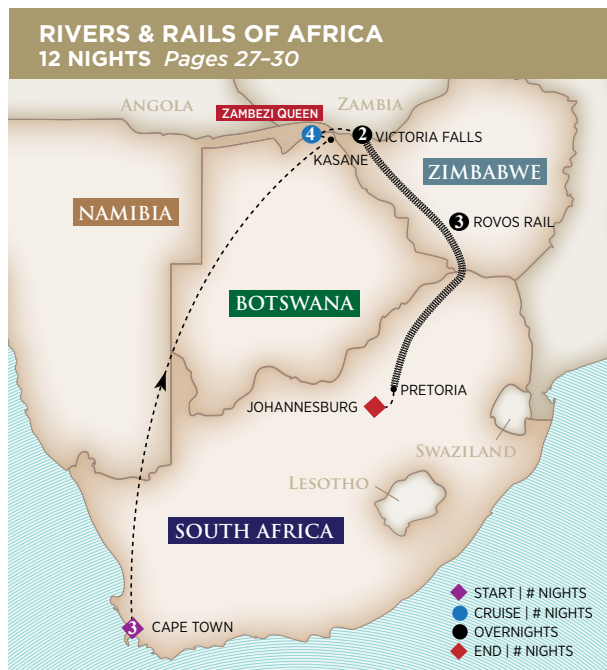 RIVERS & RAILS OF AFRICA
12 NIGHTS Pages 27–30
ANGOLA
ZAMBIA
ZAMBEZI QUEEN
4
2 VICTORIA FALLS
KASANE
ZIMBABWE
NAMIBIA
3 ROVOS RAIL
BOTSWANA
PRETORIA
JOHANNESBURG
SWAZILAND
LESOTHO
SOUTH AFRICA
START | # NIGHTS
CRUISE | # NIGHTS
3 CAPE TOWN
OVERNIGHTS
END | # NIGHTS